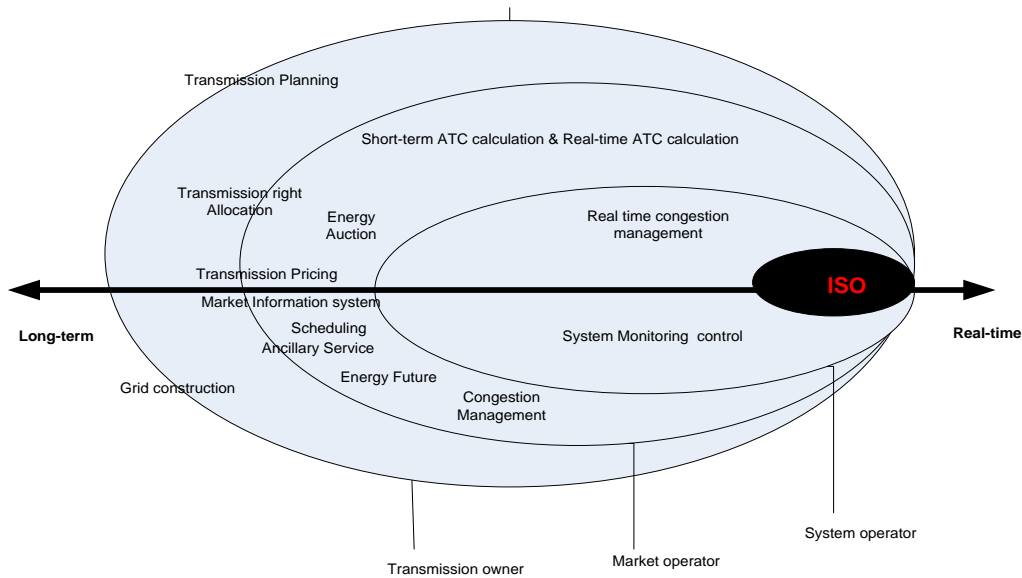 Transmission Planning
Short-term ATC calculation & Real-time ATC calculation
Transmission right
Allocation
Energy
Auction
Real time congestion
management
Transmission Pricing
ISO
Market Information system
Long-term
Real-time
Scheduling
Ancillary Service
System Monitoring control
Energy Future
Grid construction
Congestion
Management
System operator
Market operator
Transmission owner